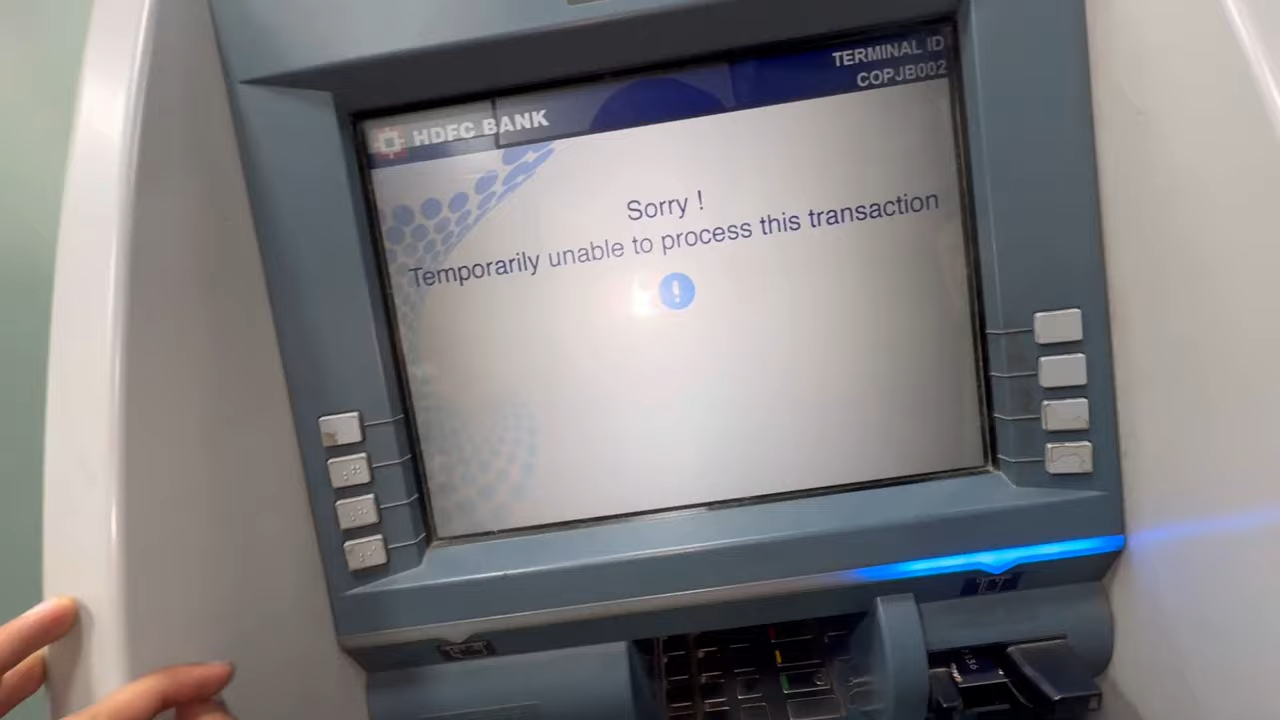 TERMINAL ID
COPJB002
HDFC BANK
Sorry !
Temporarily unable to process this transaction